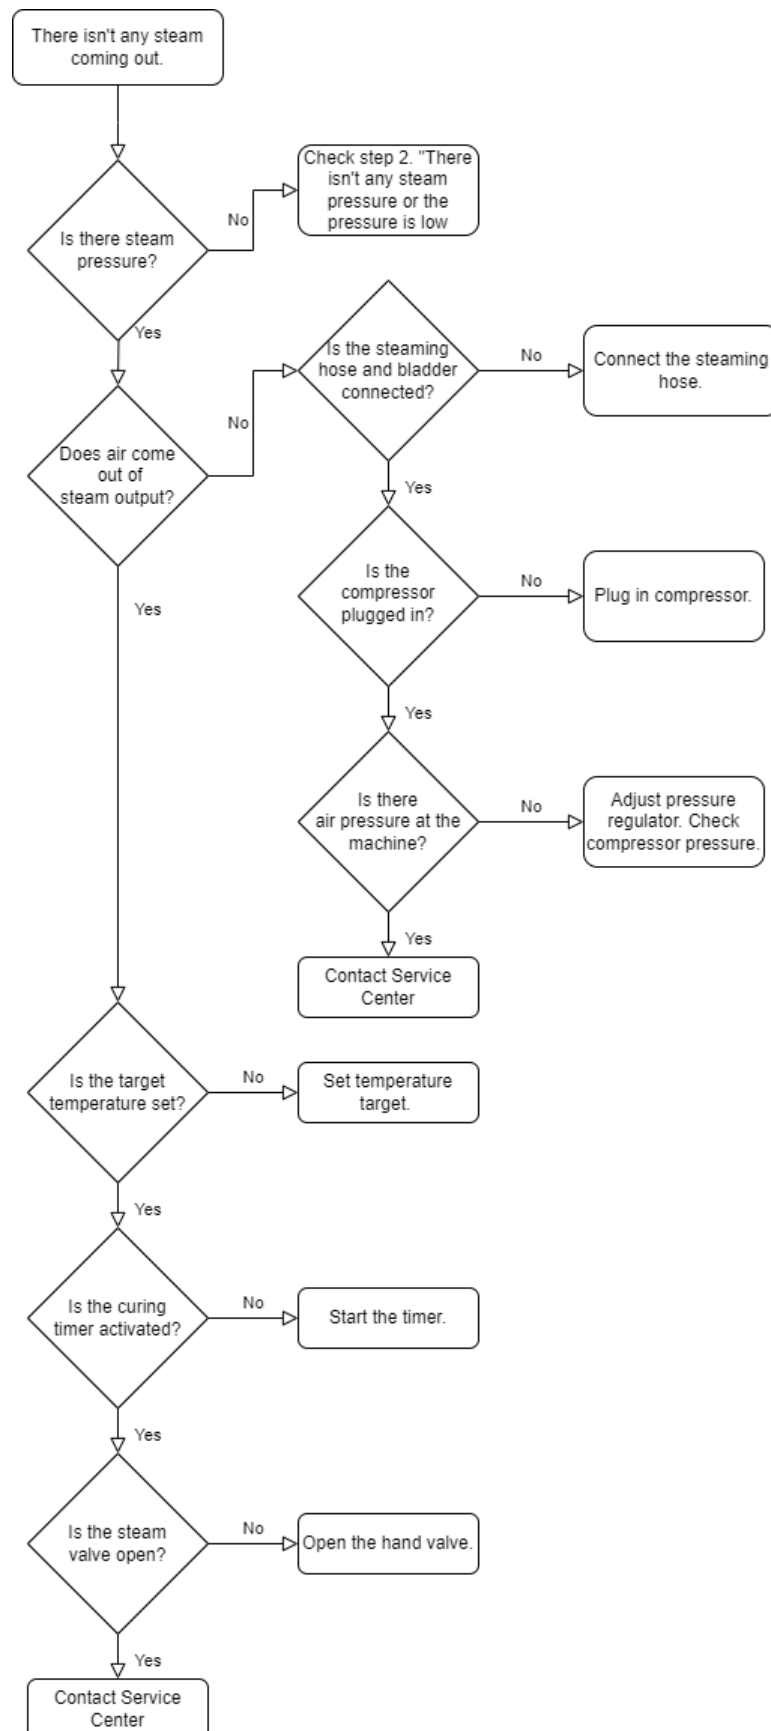 There isn't any steam
coming out.
Check step 2. "There
isn't any steam
pressure or the
pressure is low
No
Is there steam
pressure?
Yes
Is the steaming
hose and bladder
connected?
No
Connect the steaming
hose.
No
Does air come
out of
steam output?
Yes
Is the
compressor
plugged in?
No
Plug in compressor.
Yes
Yes
Is there
air pressure at the
machine?
No
Adjust pressure
regulator. Check
compressor pressure.
Yes
Contact Service
Center
Is the target
temperature set?
No
Set temperature
target.
Yes
Is the curing
timer activated?
No
Start the timer.
Yes
Is the steam
valve open?
No
Open the hand valve.
Yes
Contact Service
Center